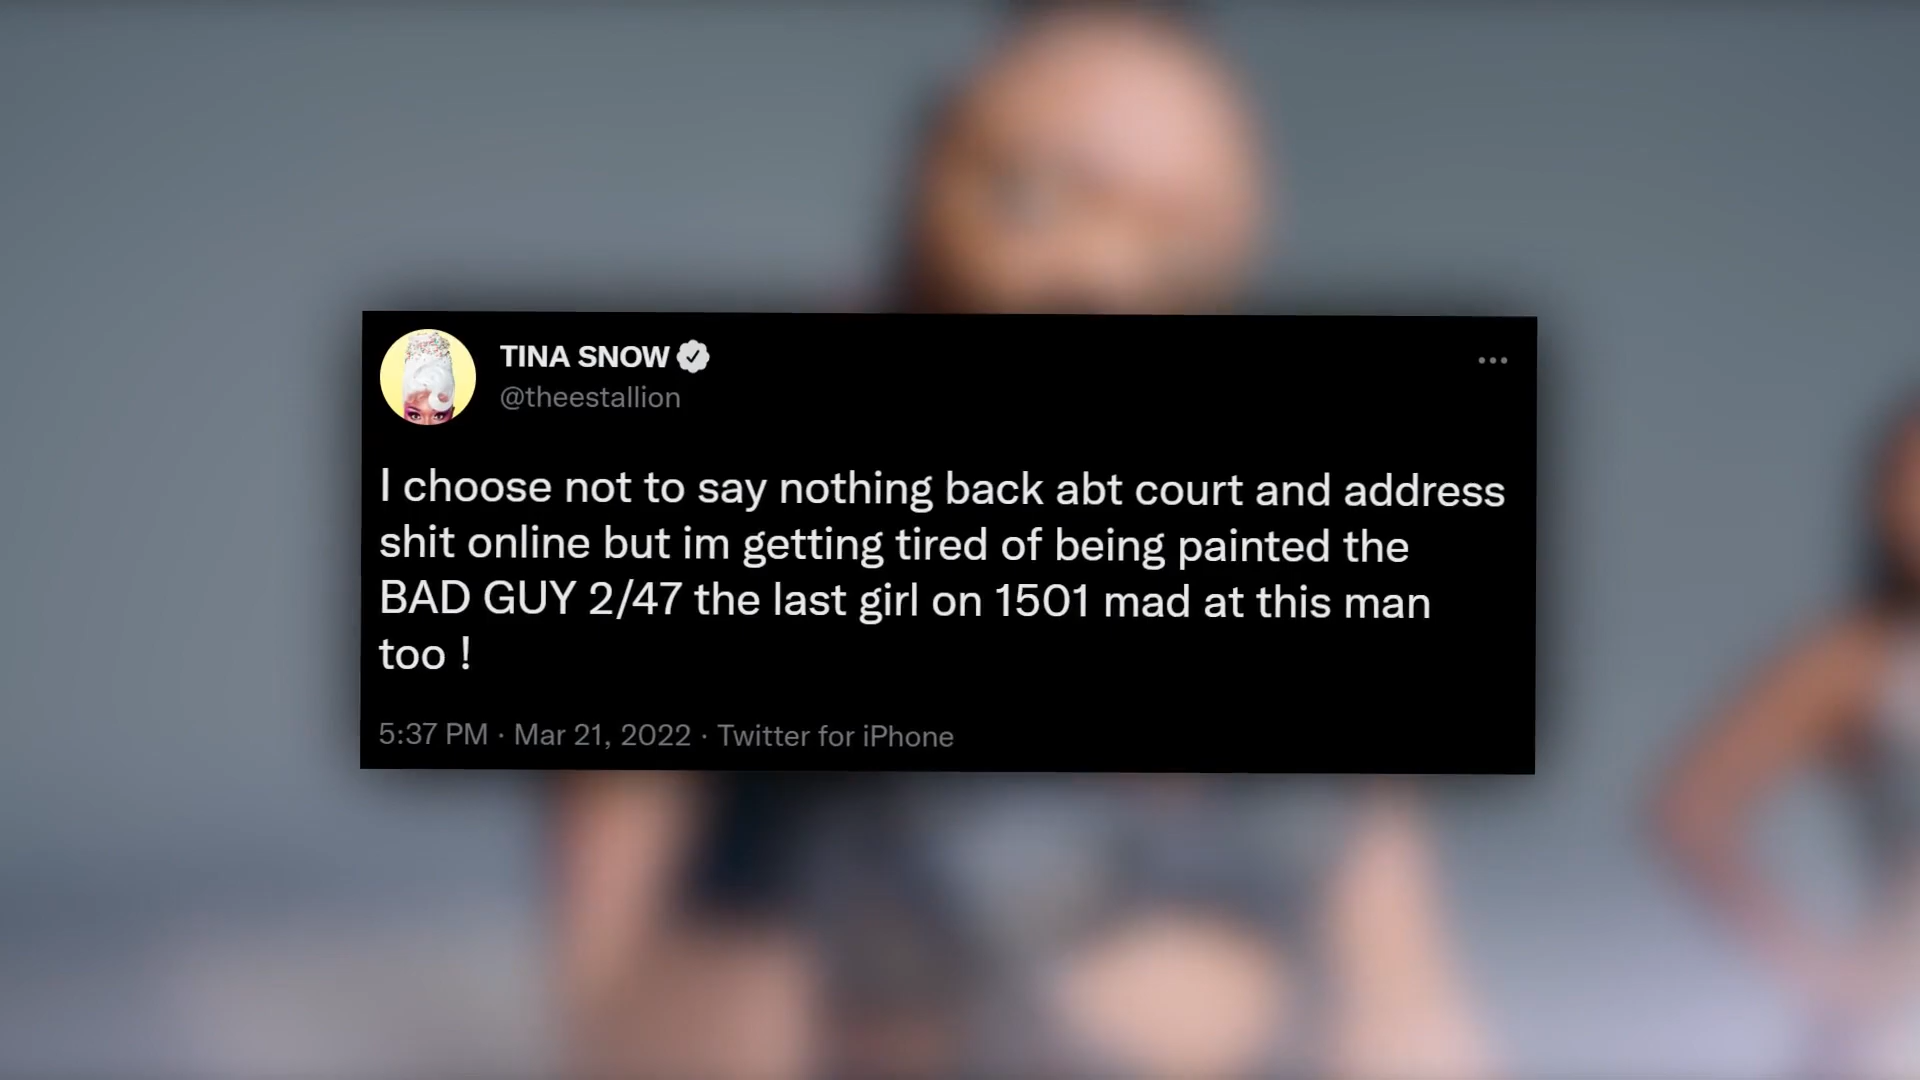 TINA SNOW
@theestallion
I choose not to say nothing back abt court and address
shit online but im getting tired of being painted the
BAD GUY 2/47 the last girl on 1501 mad at this man
too !
5:37 PM · Mar 21, 2022 · Twitter for iPhone